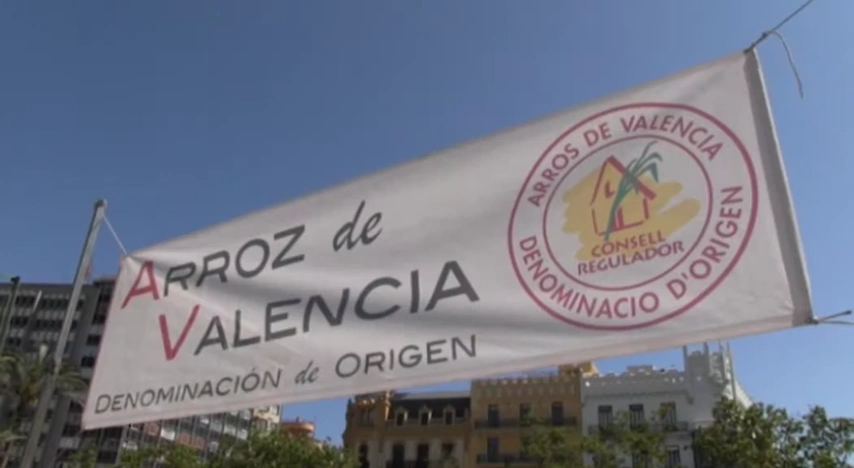 ARROZ de
VALENCIA
DENOMINACIÓN de ORIGEN
ARROS DE VALENCIA
CONSELL
REGULADOR
DENOMINACIO D'ORIGEN